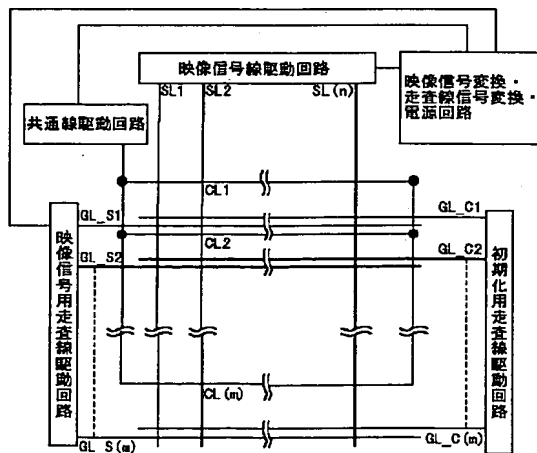 映像信号線駆動回路
映像信号変換・
走査線信号変換・
電源回路
SL1
SL2
SL(n)
共通線駆動回路
CL1
GL_S1
GL_C1
CL2
GL_S2
GL_C2
映像信号用走査線駆動回路
初期化用走査線駆動回路
CL(m)
GL_S(m)
GL_C(m)